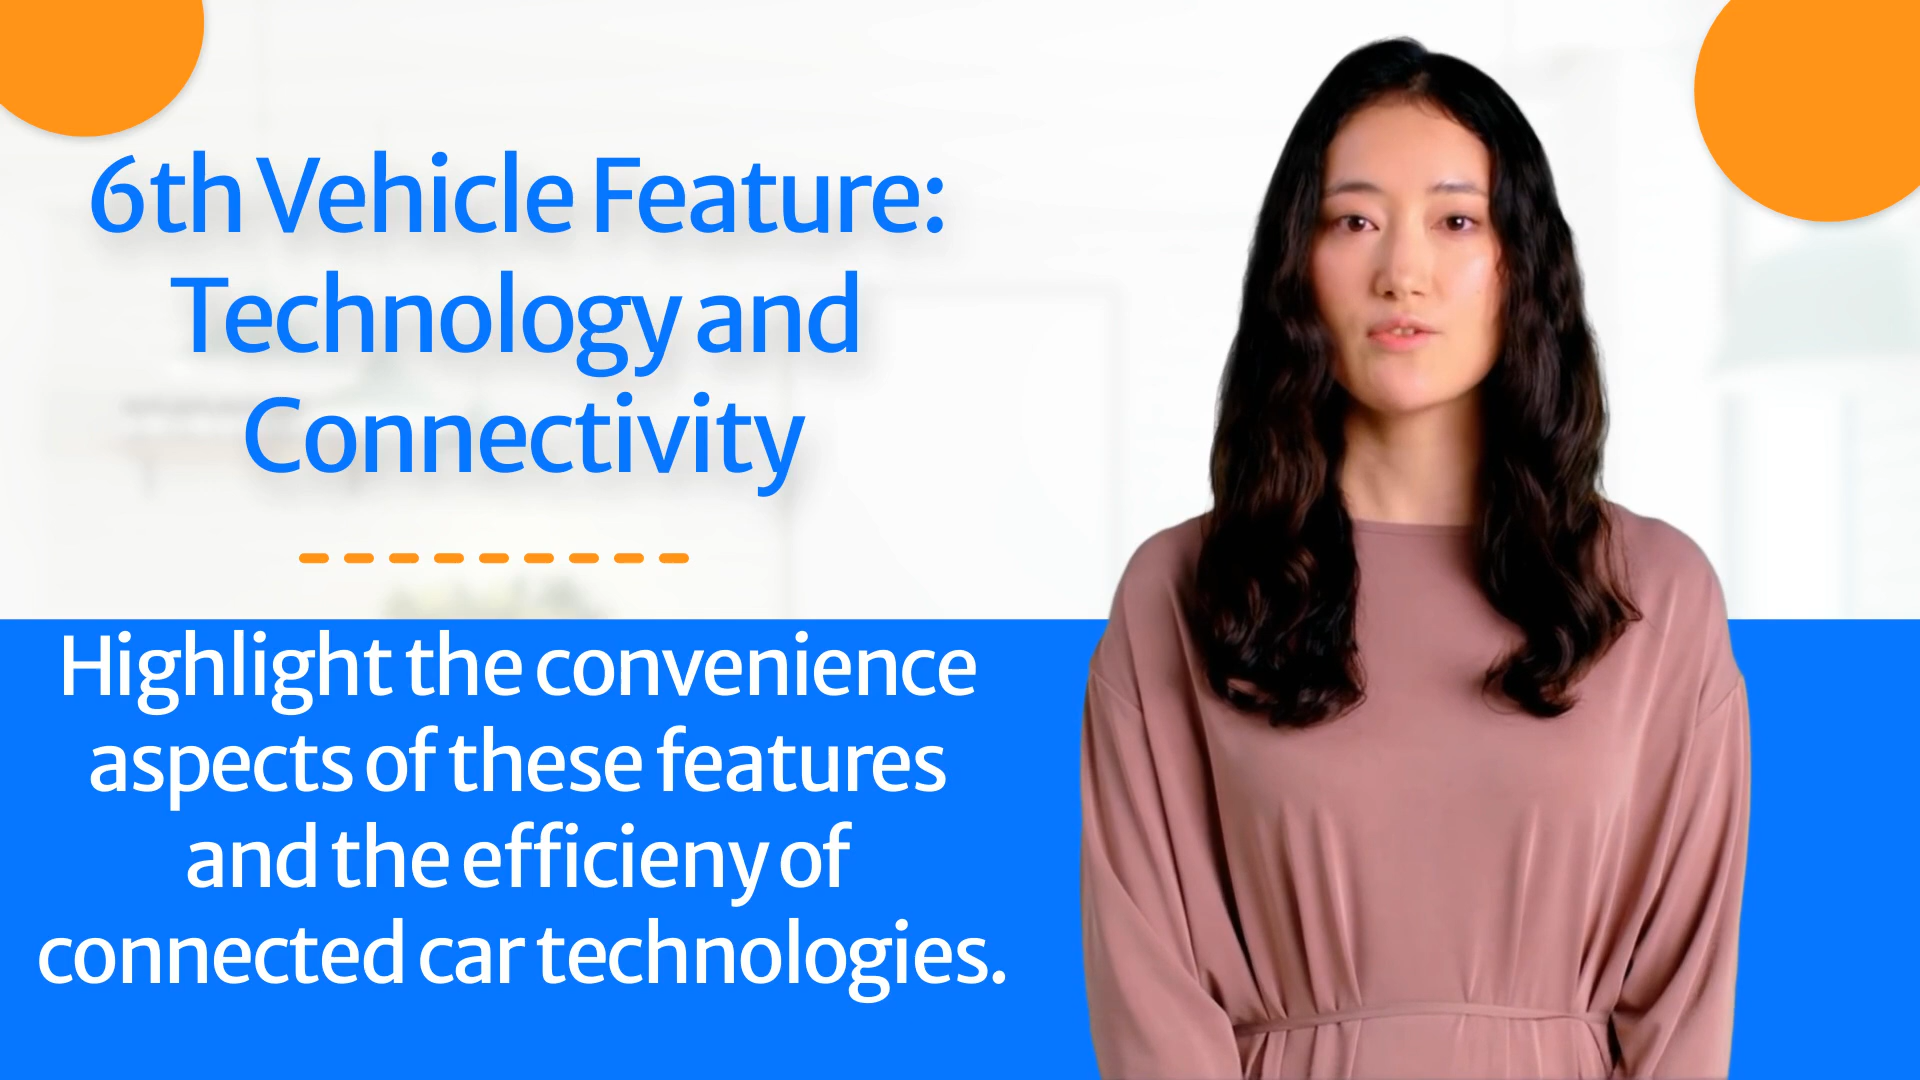 6th Vehicle Feature:
Technology and
Connectivity
Highlight the convenience
aspects of these features
and the efficieny of
connected car technologies.